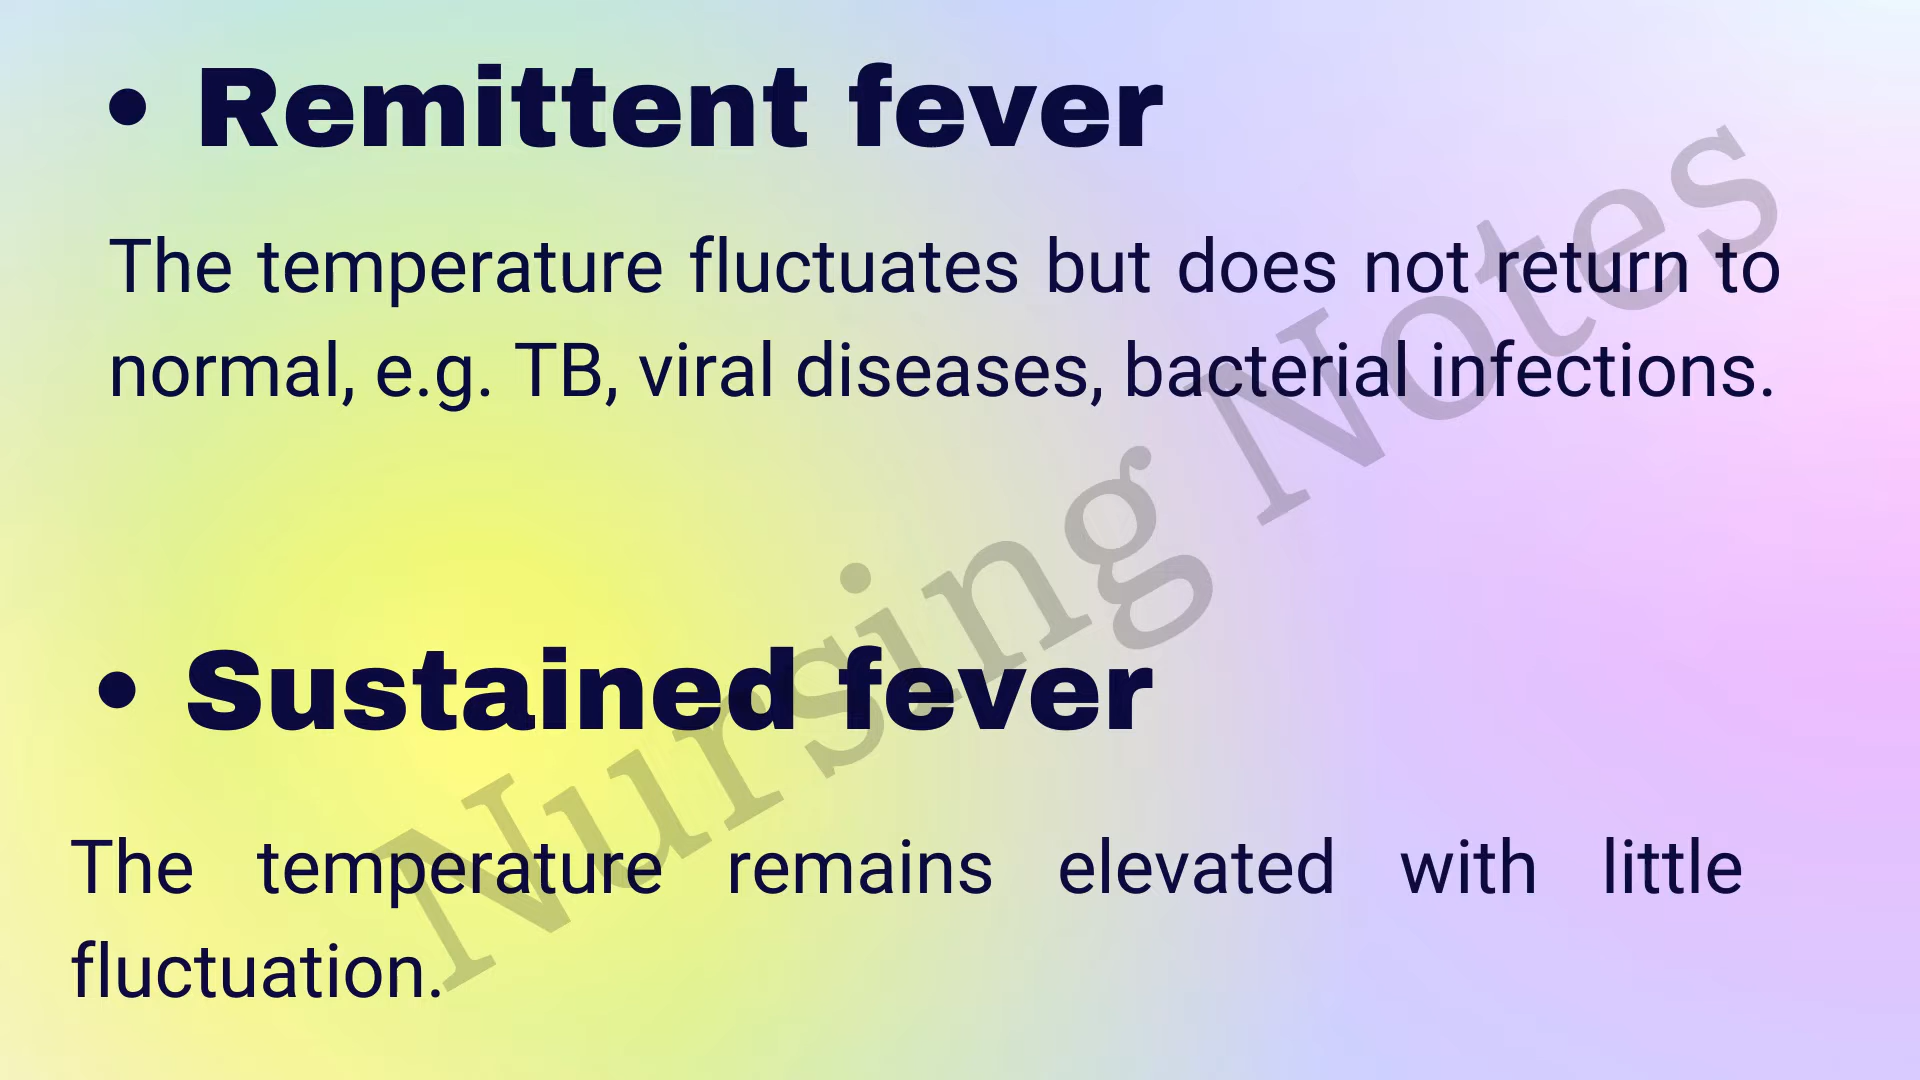 • Remittent fever
The temperature fluctuates but does not return to
normal, e.g. TB, viral diseases, bacterial infections.
• Sustained fever
The temperature remains elevated with little
fluctuation.
Nursing Notes